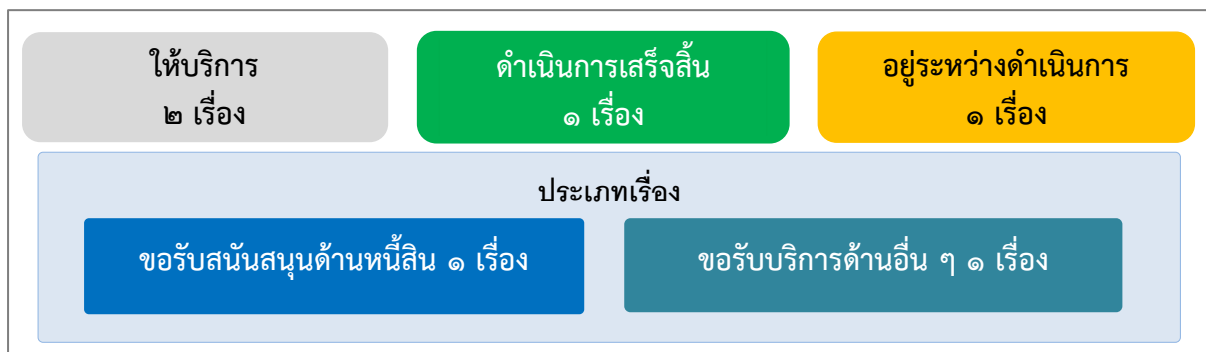 ให้บริการ
๒ เรื่อง
ดำเนินการเสร็จสิ้น
๑ เรื่อง
อยู่ระหว่างดำเนินการ
๑ เรื่อง
ประเภทเรื่อง
ขอรับสนันสนุนด้านหนี้สิน ๑ เรื่อง
ขอรับบริการด้านอื่น ๆ ๑ เรื่อง